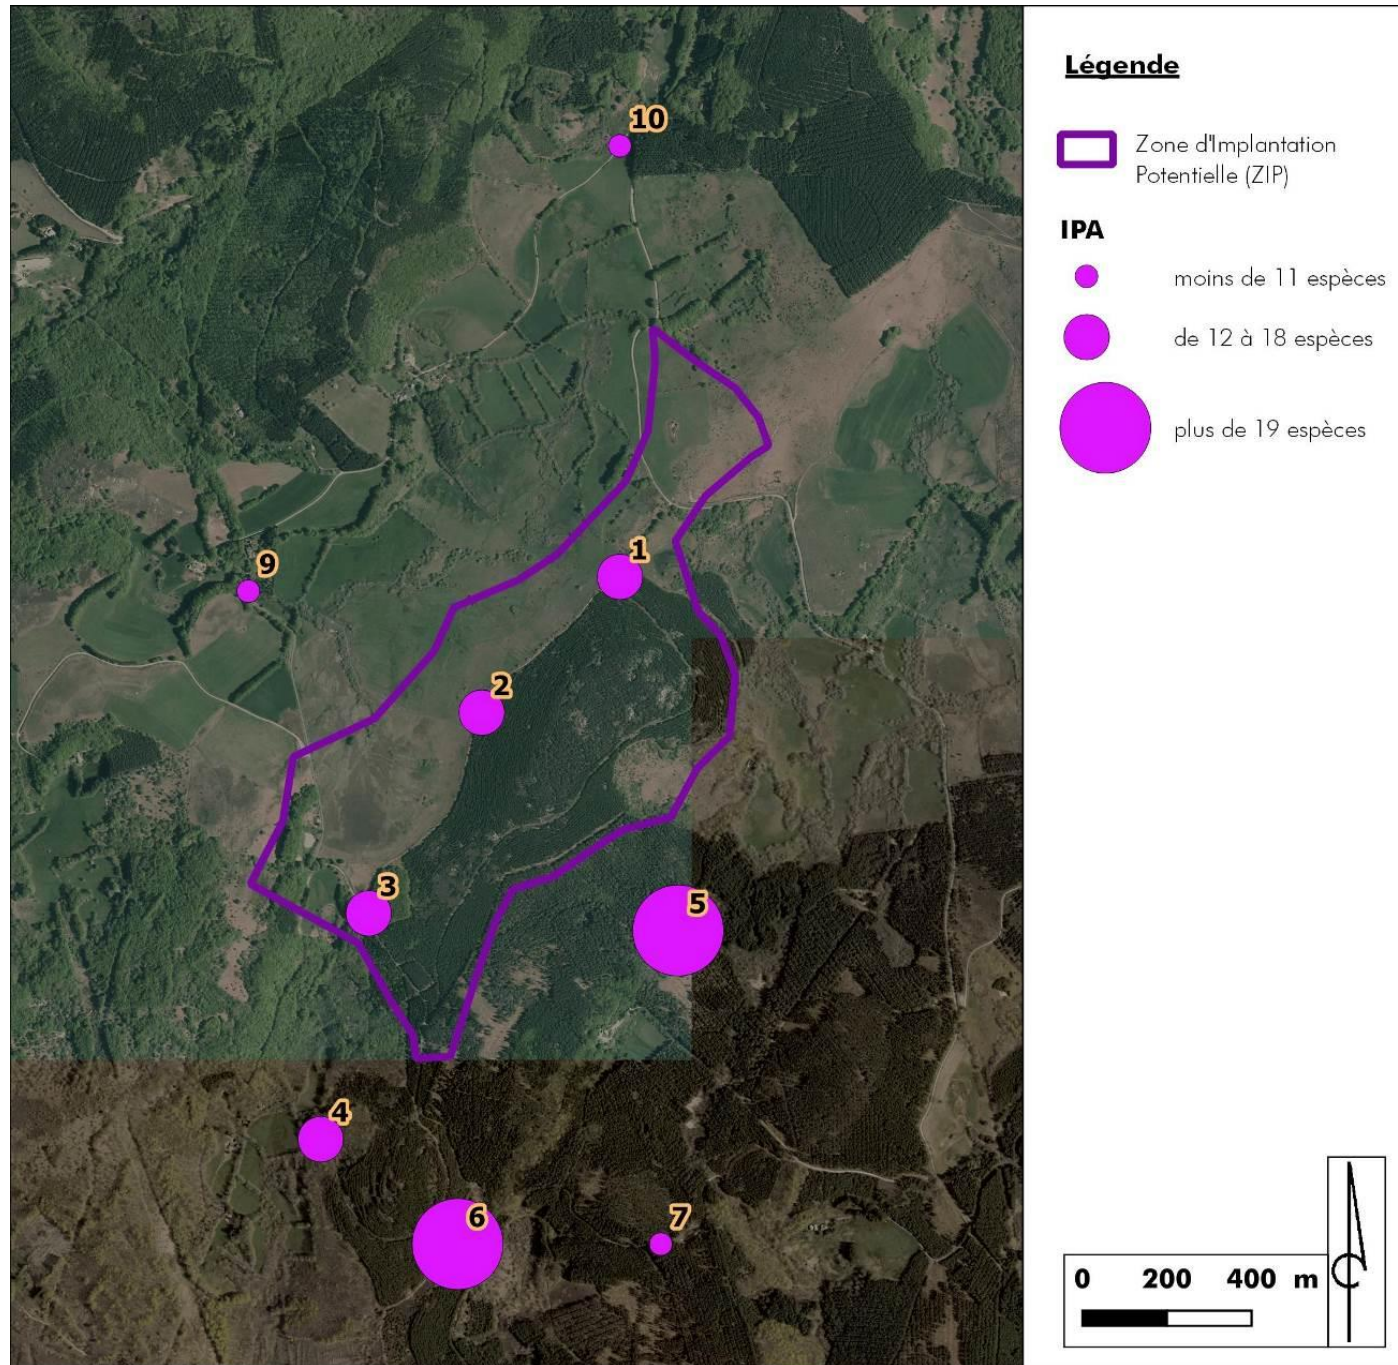 Légende
Zone d'Implantation
Potentielle (ZIP)
IPA
moins de 11 espèces
de 12 à 18 espèces
plus de 19 espèces
10
1
9
2
3
5
4
6
7
0 200 400 m